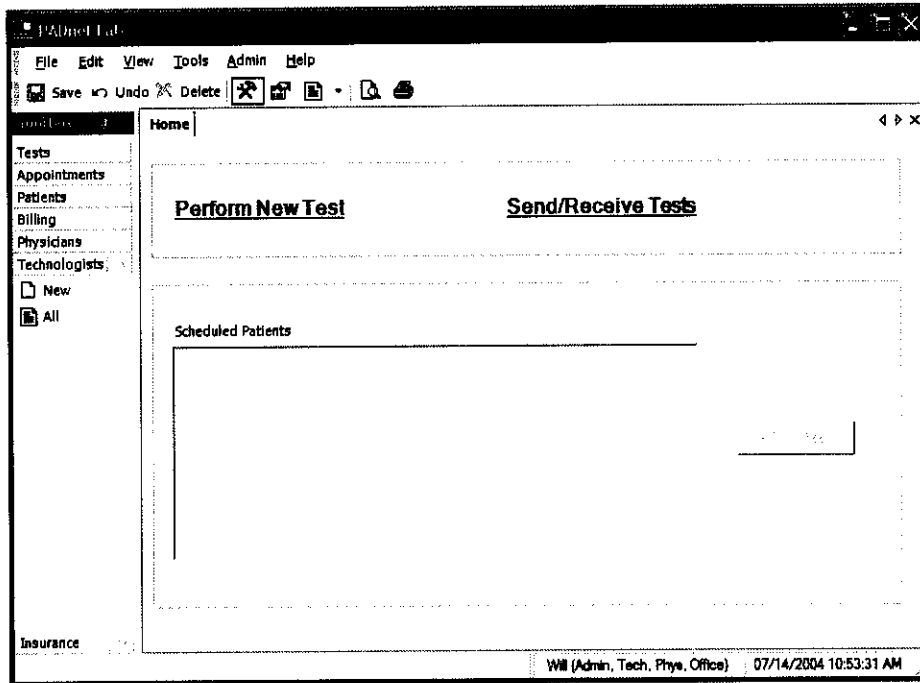 PADnet Lab
File Edit View Tools Admin Help
Save Undo Delete
Home
Tests
Appointments
Patients
Billing
Physicians
Technologists
New
All
Perform New Test Send/Receive Tests
Scheduled Patients
Insurance
Will (Admin, Tech, Phys, Office) 07/14/2004 10:53:31 AM